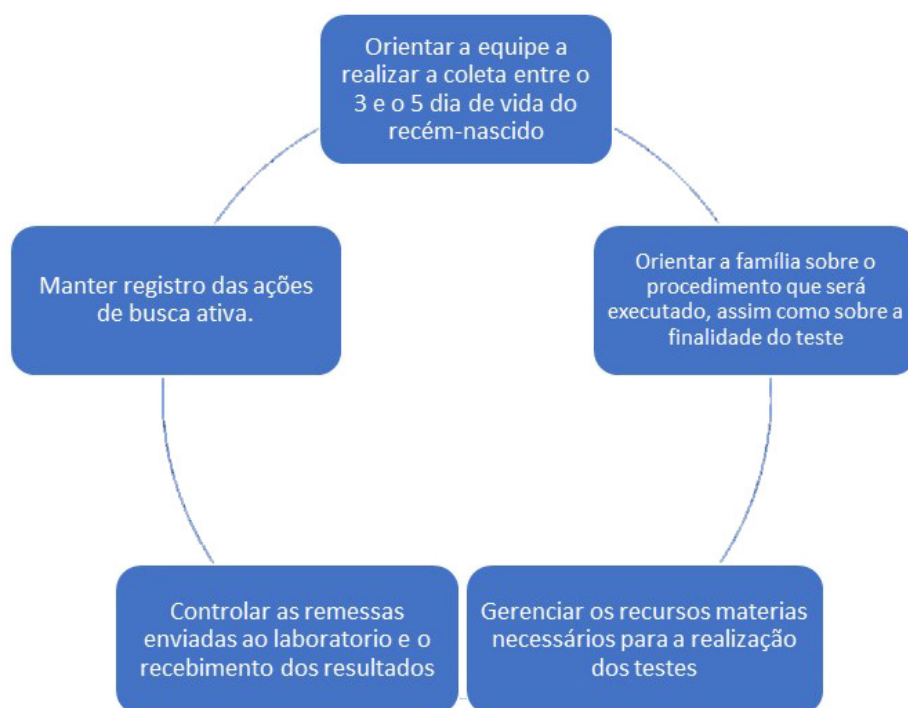 Orientar a equipe a
realizar a coleta entre o
3 e o 5 dia de vida do
recém-nascido
Orientar a família sobre o
procedimento que será
executado, assim como sobre a
finalidade do teste
Gerenciar os recursos materias
necessários para a realização
dos testes
Controlar as remessas
enviadas ao laboratorio e o
recebimento dos resultados
Manter registro das ações
de busca ativa.